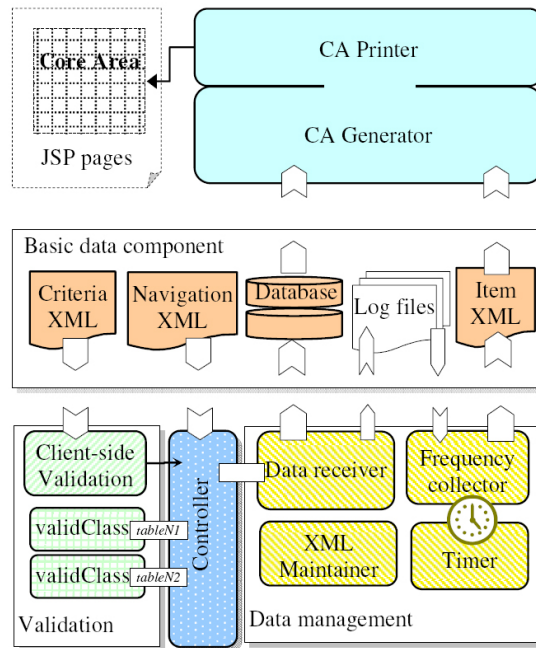 Core Area
JSP pages
CA Printer
CA Generator
Basic data component
Criteria
XML
Navigation
XML
Database
Log files
Item
XML
Client-side
Validation
validClass
tableN1
validClass
tableN2
Validation
Controller
Data receiver
Frequency
collector
XML
Maintainer
Timer
Data management